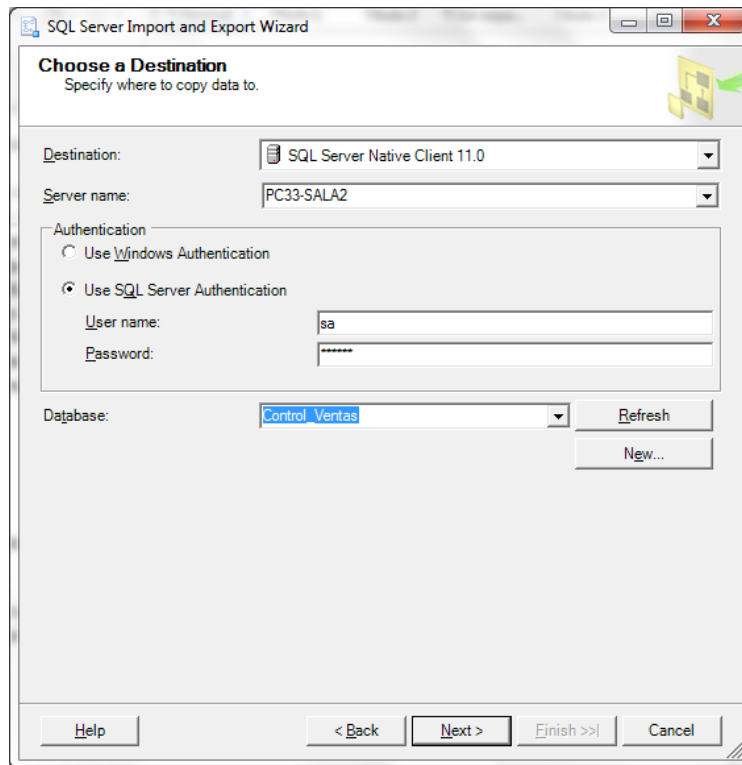 SQL Server Import and Export Wizard
Choose a Destination
Specify where to copy data to.
Destination: SQL Server Native Client 11.0
Server name: PC33-SALA2
Authentication
Use Windows Authentication
Use SQL Server Authentication
User name: sa
Password: ******
Database: Control_Ventas Refresh
New...
Help < Back Next > Finish >>| Cancel